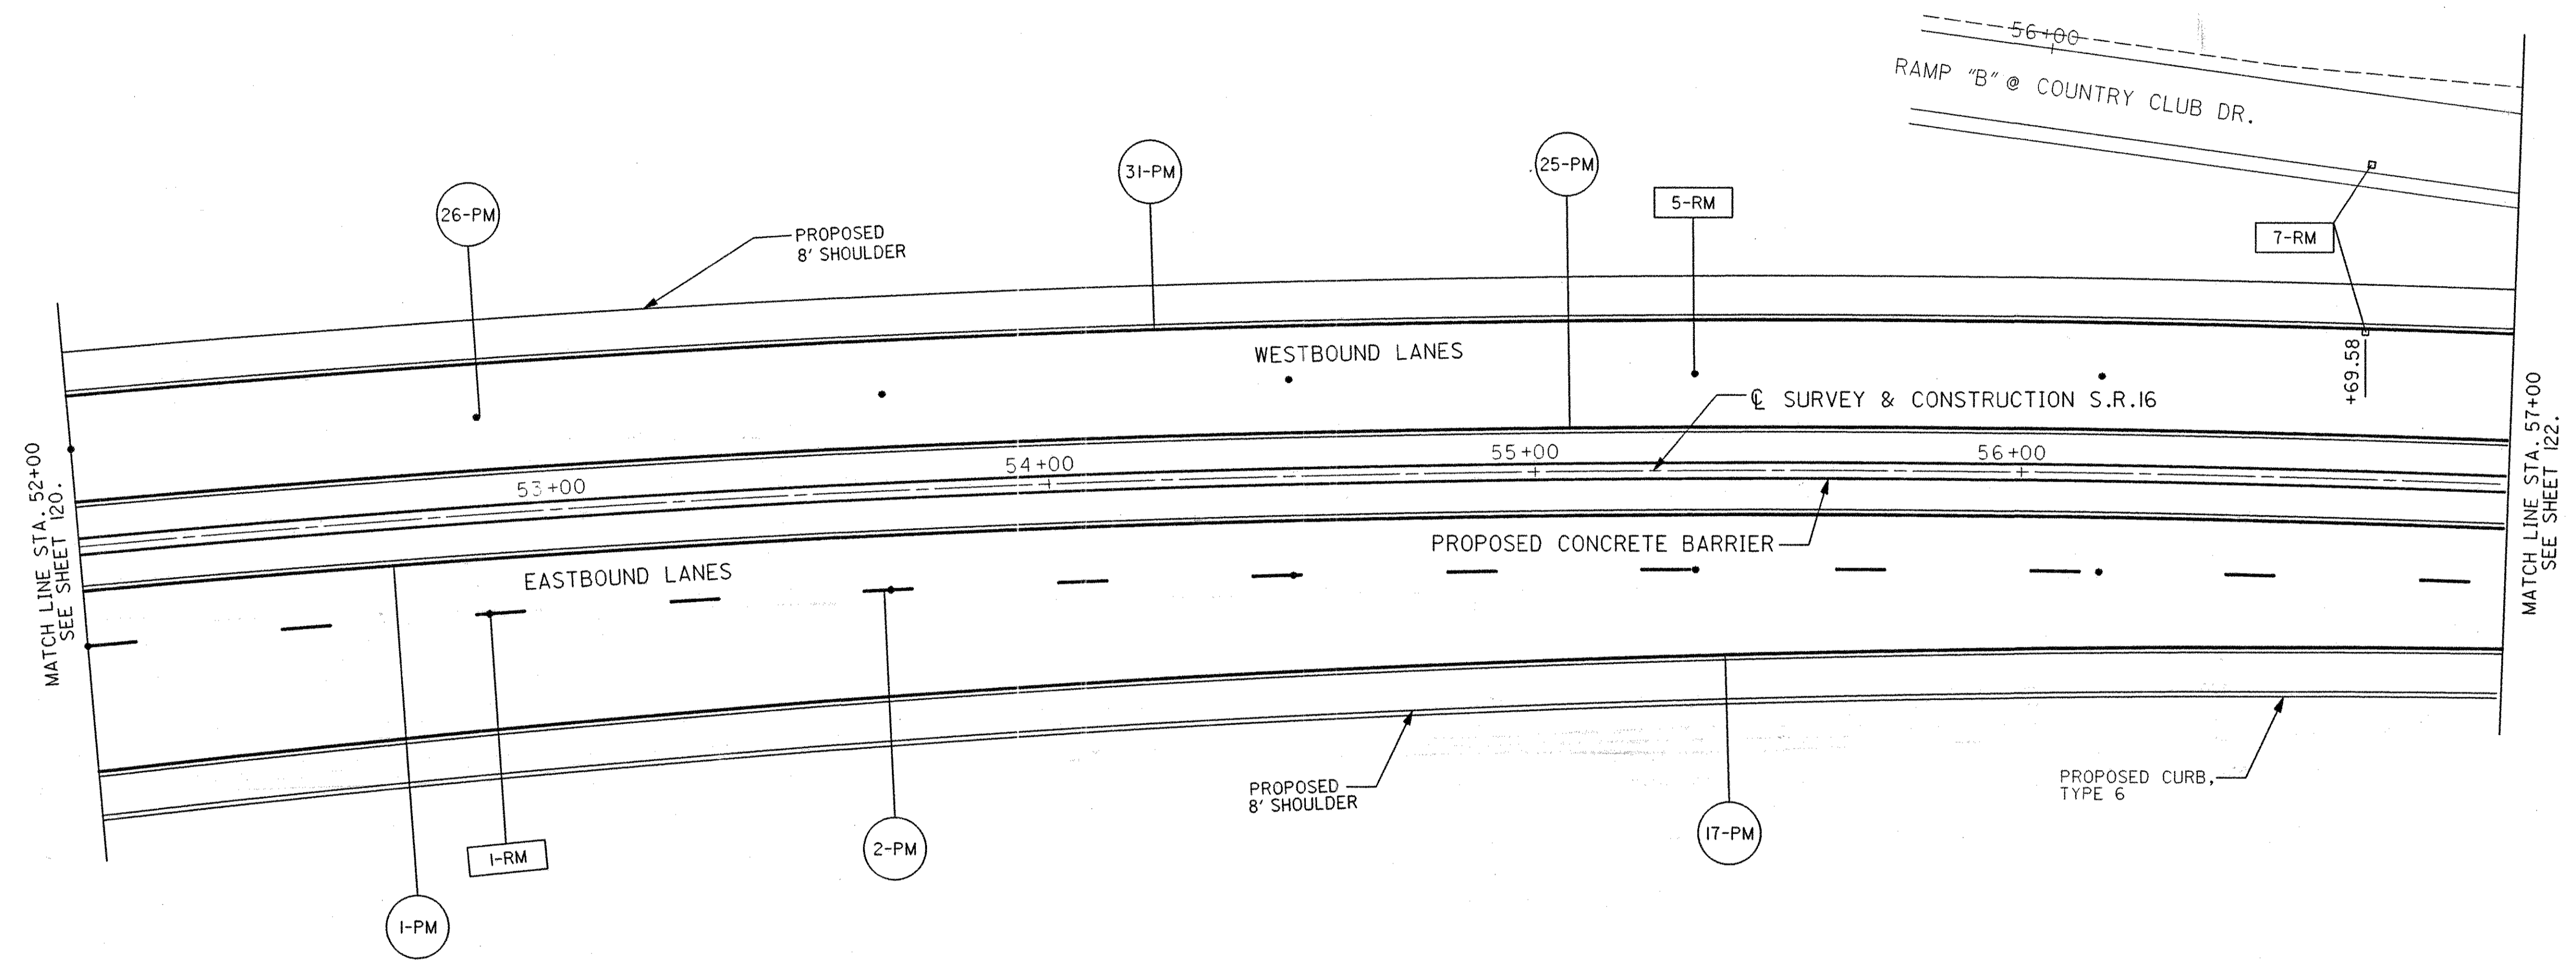 56+00
RAMP "B" @ COUNTRY CLUB DR.
31-PM
25-PM
26-PM
5-RM
7-RM
PROPOSED
8' SHOULDER
WESTBOUND LANES
+69.58
℄ SURVEY & CONSTRUCTION S.R.16
MATCH LINE STA. 52+00
SEE SHEET 120.
53+00
54+00
55+00
56+00
MATCH LINE STA. 57+00
SEE SHEET 122.
PROPOSED CONCRETE BARRIER
EASTBOUND LANES
PROPOSED
8' SHOULDER
PROPOSED CURB,
TYPE 6
1-RM
2-PM
17-PM
1-PM